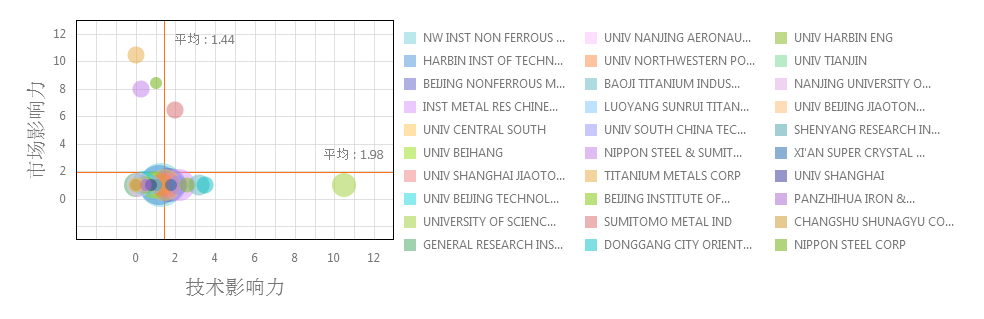 12
平均 : 1.44
10
8
6
4
平均 : 1.98
2
0
市场影响力
0 2 4 6 8 10 12
技术影响力
NW INST NON FERROUS ...
HARBIN INST OF TECHN...
BEIJING NONFERROUS M...
INST METAL RES CHINE...
UNIV CENTRAL SOUTH
UNIV BEIHANG
UNIV SHANGHAI JIAOTO...
UNIV BEIJING TECHNOL...
UNIVERSITY OF SCIENC...
GENERAL RESEARCH INS...
UNIV NANJING AERONAU...
UNIV NORTHWESTERN PO...
BAOJI TITANIUM INDUS...
LUOYANG SUNRUI TITAN...
UNIV SOUTH CHINA TEC...
NIPPON STEEL & SUMIT...
TITANIUM METALS CORP
BEIJING INSTITUTE OF...
SUMITOMO METAL IND
DONGGANG CITY ORIENT...
UNIV HARBIN ENG
UNIV TIANJIN
NANJING UNIVERSITY O...
UNIV BEIJING JIAOTON...
SHENYANG RESEARCH IN...
XI'AN SUPER CRYSTAL ...
UNIV SHANGHAI
PANZHIHUA IRON &...
CHANGSHU SHUNAGYU CO...
NIPPON STEEL CORP